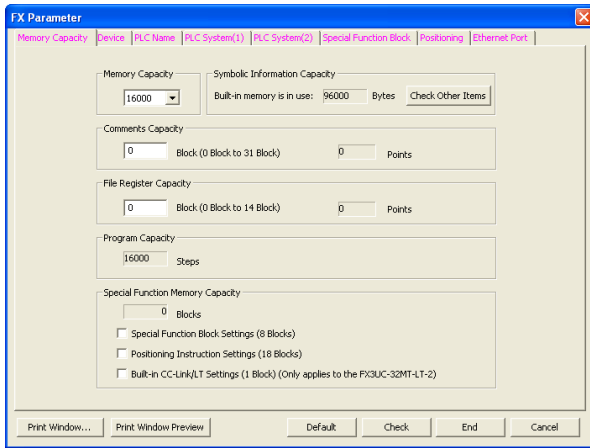 FX Parameter
Memory Capacity Device PLC Name PLC System(1) PLC System(2) Special Function Block Positioning Ethernet Port
Memory Capacity
16000
Symbolic Information Capacity
Built-in memory is in use: 96000 Bytes Check Other Items
Comments Capacity
0 Block (0 Block to 31 Block) 0 Points
File Register Capacity
0 Block (0 Block to 14 Block) 0 Points
Program Capacity
16000 Steps
Special Function Memory Capacity
0 Blocks
Special Function Block Settings (8 Blocks)
Positioning Instruction Settings (18 Blocks)
Built-in CC-Link/LT Settings (1 Block) (Only applies to the FX3UC-32MT-LT-2)
Print Window... Print Window Preview Default Check End Cancel